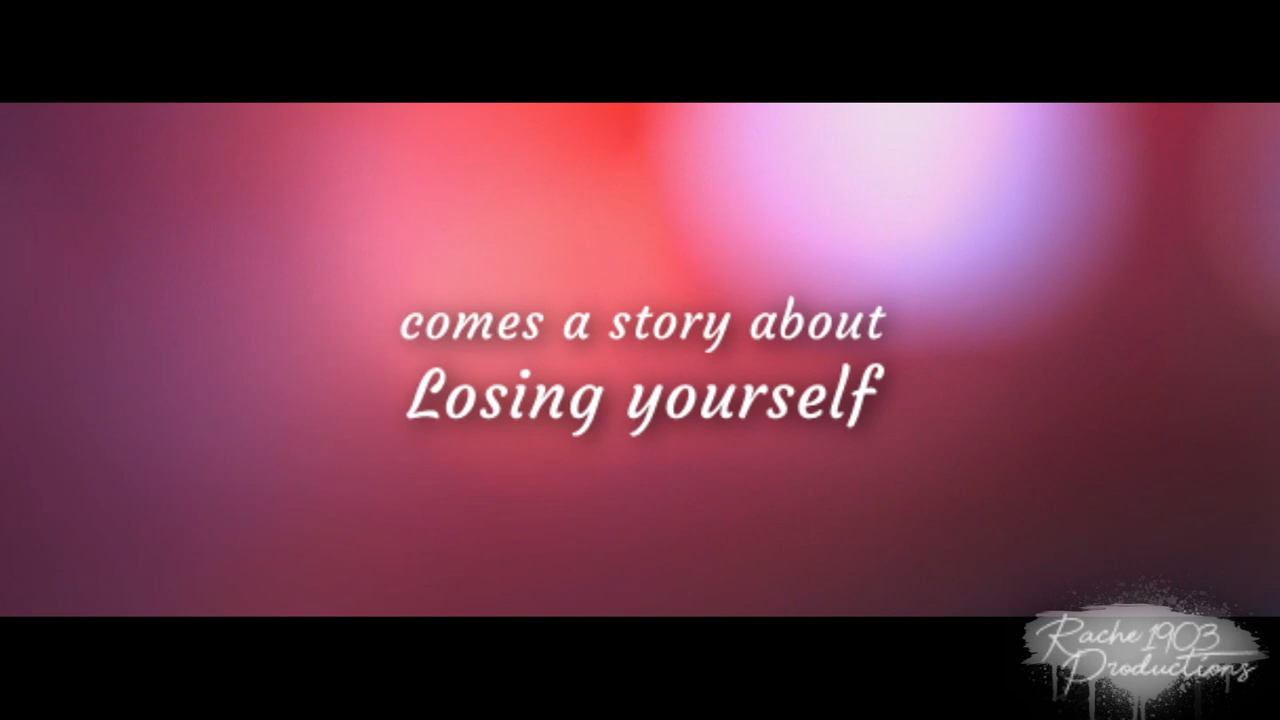 comes a story about
Losing yourself
Rache 1903
Productions